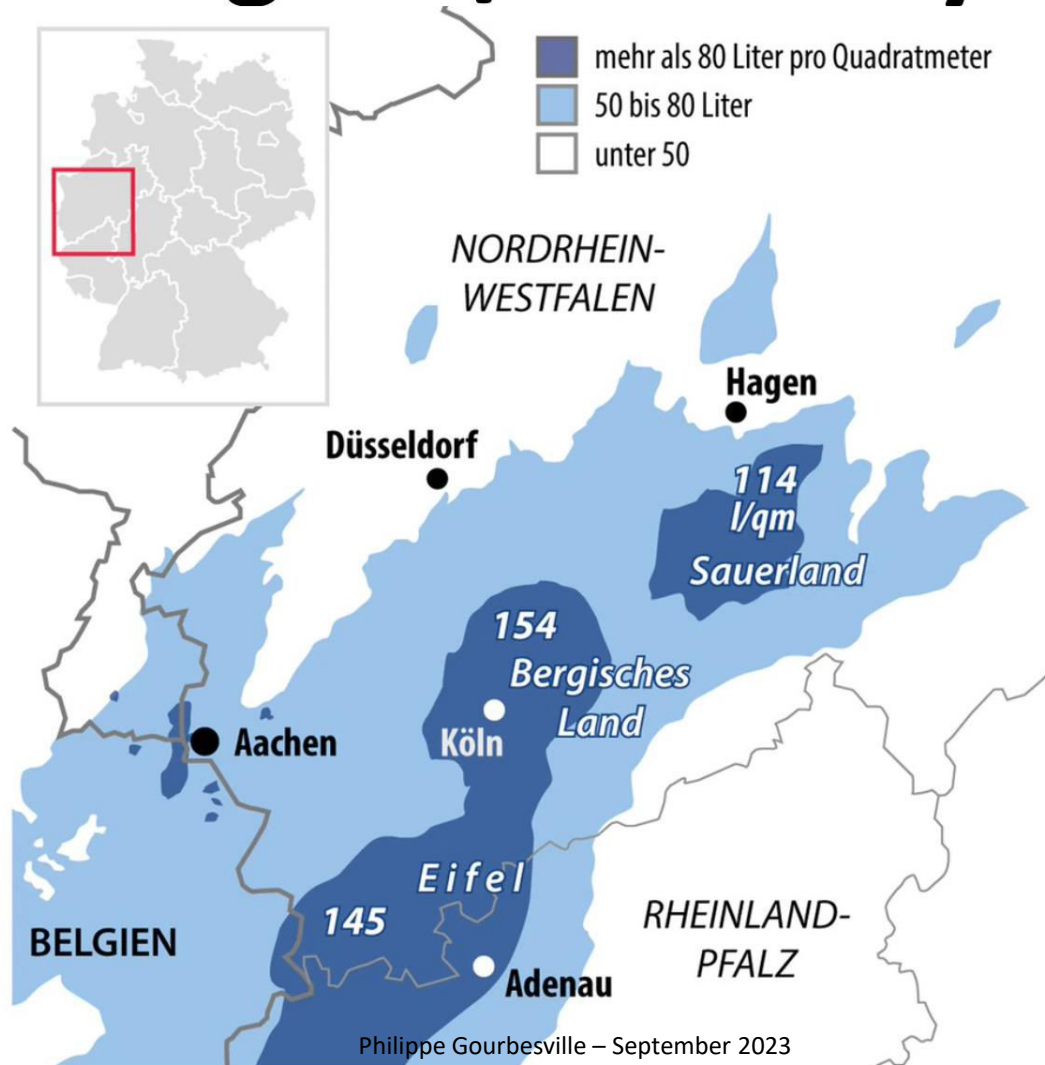 mehr als 80 Liter pro Quadratmeter
50 bis 80 Liter
unter 50
NORDRHEIN-
WESTFALEN
Hagen
Düsseldorf
114
l/qm
Sauerland
154
Bergisches
Land
Köln
Aachen
Eifel
145
BELGIEN
RHEINLAND-
PFALZ
Adenau
Philippe Gourbesville – September 2023